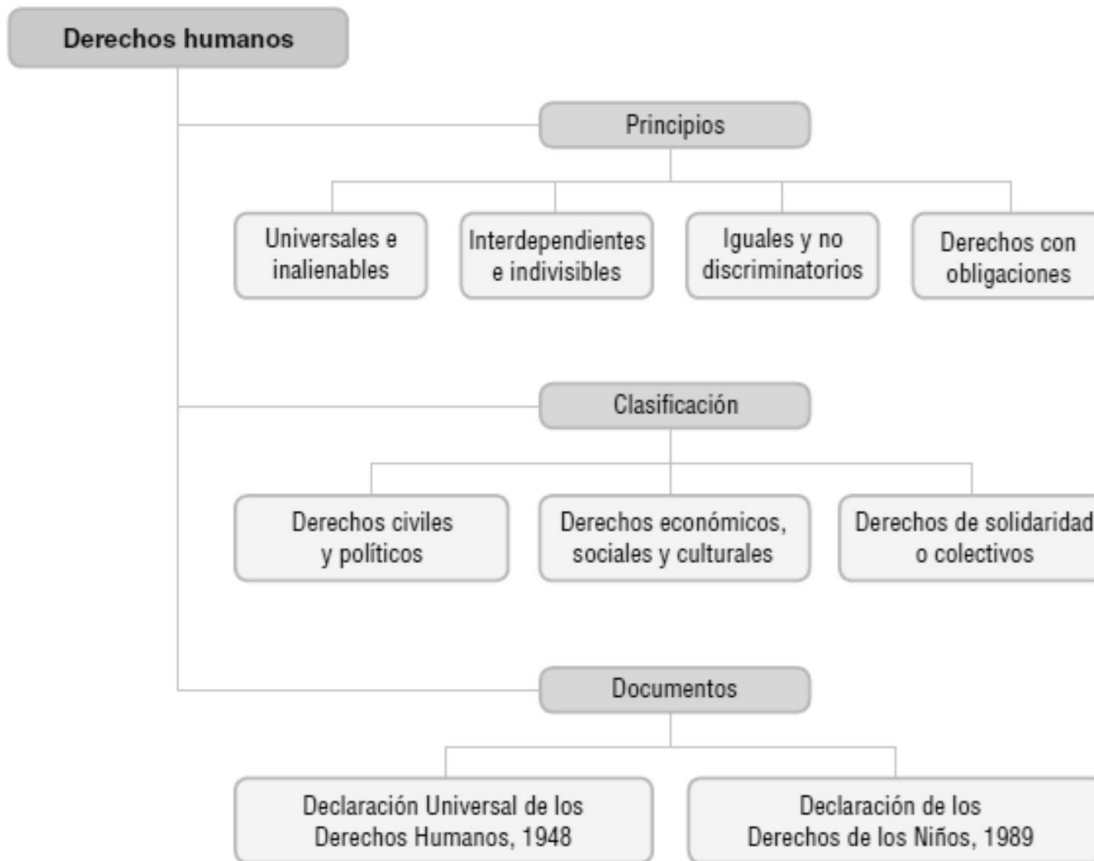 Derechos humanos
Principios
Universales e
inalienables
Interdependientes
e indivisibles
Iguales y no
discriminatorios
Derechos con
obligaciones
Clasificación
Derechos civiles
y políticos
Derechos económicos,
sociales y culturales
Derechos de solidaridad
o colectivos
Documentos
Declaración Universal de los
Derechos Humanos, 1948
Declaración de los
Derechos de los Niños, 1989